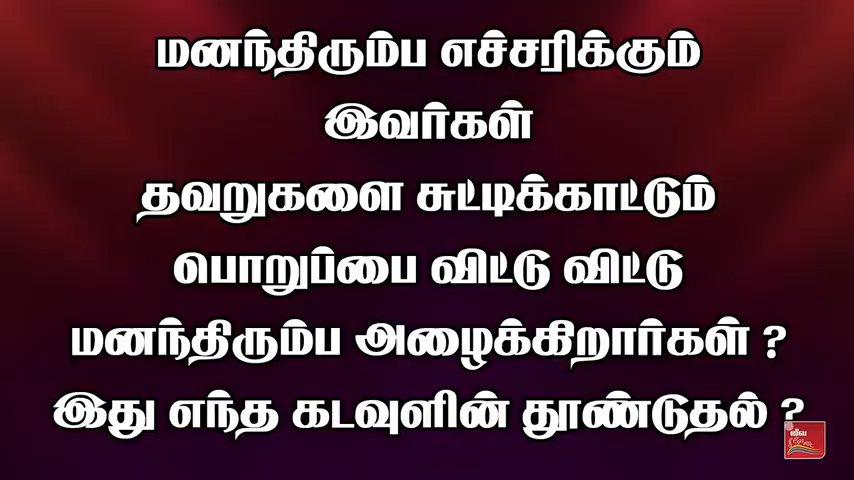 மனந்திரும்ப எச்சரிக்கும்
இவர்கள்
தவறுகளை சுட்டிக்காட்டும்
பொறுப்பை விட்டு விட்டு
மனந்திரும்ப அழைக்கிறார்கள் ?
இது எந்த கடவுளின் தூண்டுதல் ?